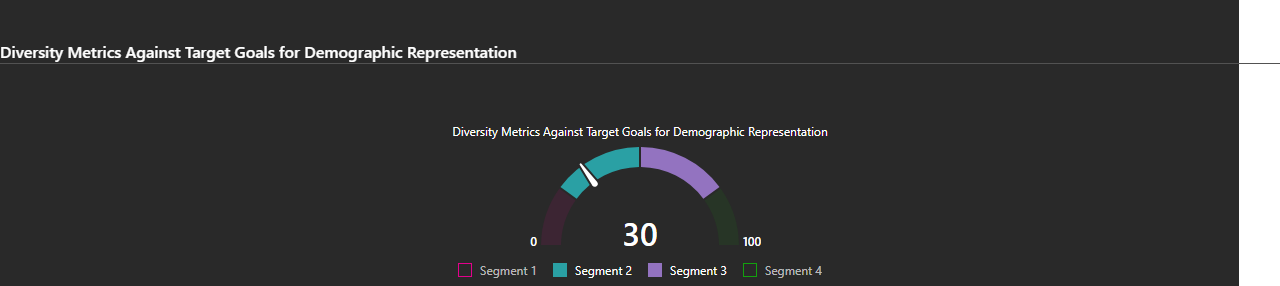 Diversity Metrics Against Target Goals for Demographic Representation
Diversity Metrics Against Target Goals for Demographic Representation
0
30
100
Segment 1
Segment 2
Segment 3
Segment 4